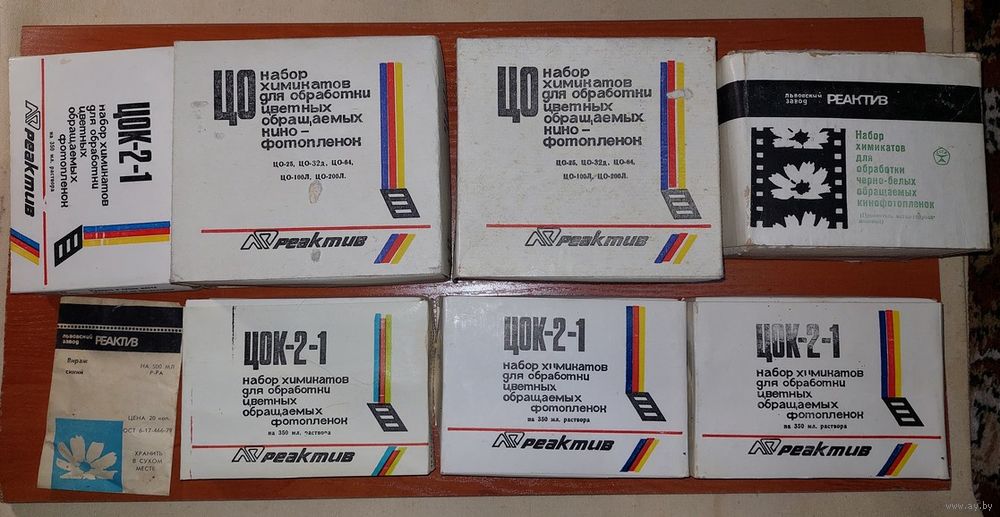 ЦОК-2-1
набор химикатов
для обработки
цветных
обращаемых
фотопленок
на 350 мл. раствора
Реактив
ЦО
набор
химикатов
для обработки
цветных
обращаемых
кино-
фотопленок
ЦО-25, ЦО-32д, ЦО-64,
ЦО-100Л, ЦО-200Л.
Реактив
ЦО
набор
химикатов
для обработки
цветных
обращаемых
кино-
фотопленок
ЦО-25, ЦО-32д, ЦО-64,
ЦО-100Л, ЦО-200Л.
Реактив
львовский
завод РЕАКТИВ
Набор
химикатов
для
обработки
черно-белых
обращаемых
кинофотопленок
львовский
завод РЕАКТИВ
Вираж НА 500 МЛ
синий Р-РА
ЦЕНА 20 коп.
ОСТ 6-17-466-79
ХРАНИТЬ
В СУХОМ
МЕСТЕ
ЦОК-2-1
набор химикатов
для обработки
цветных
обращаемых
фотопленок
на 350 мл. раствора
Реактив
ЦОК-2-1
набор химикатов
для обработки
цветных
обращаемых
фотопленок
на 350 мл. раствора
Реактив
ЦОК-2-1
набор химикатов
для обработки
цветных
обращаемых
фотопленок
на 350 мл. раствора
Реактив
www.ay.by